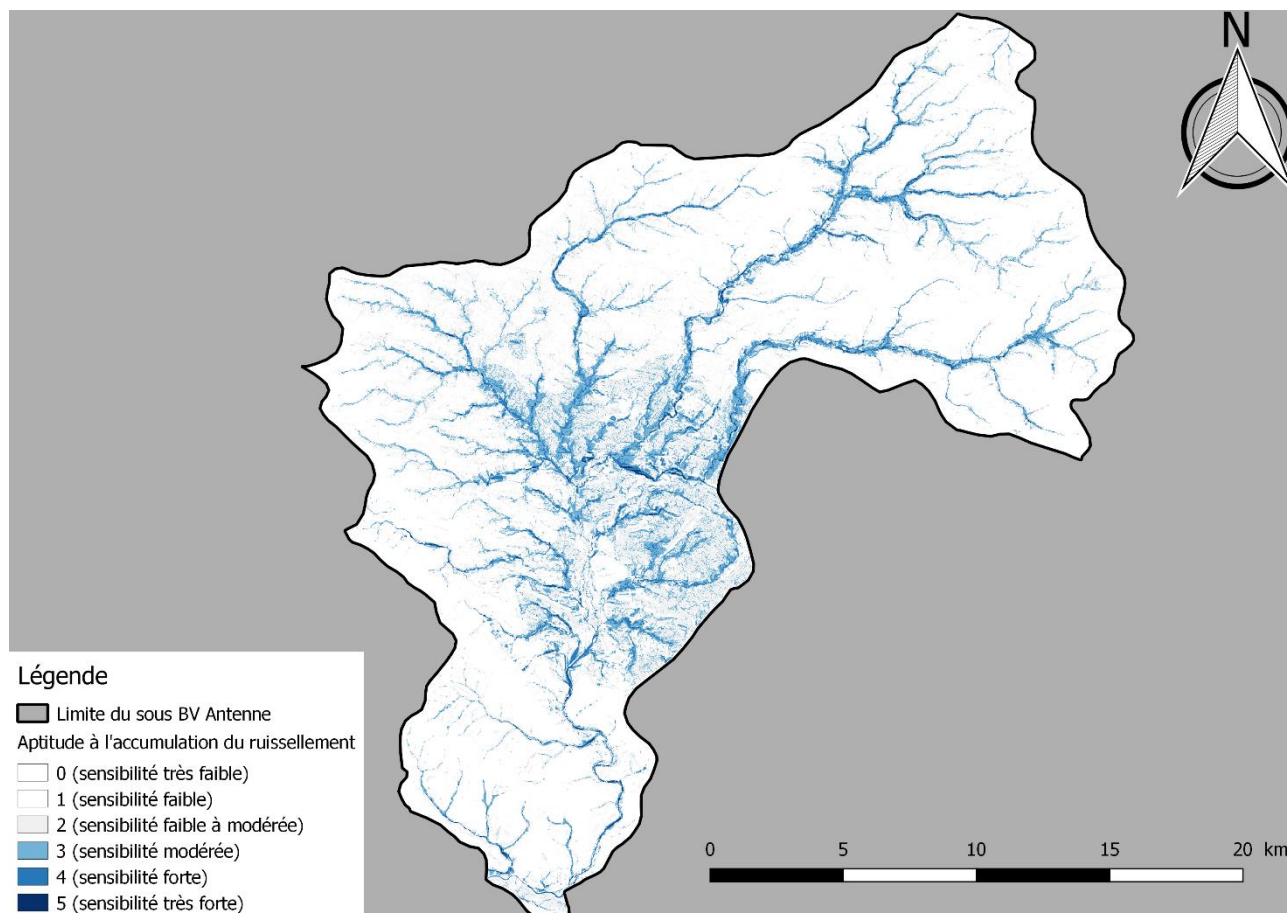 N
Légende
Limite du sous BV Antenne
Aptitude à l'accumulation du ruissellement
0 (sensibilité très faible)
1 (sensibilité faible)
2 (sensibilité faible à modérée)
3 (sensibilité modérée)
4 (sensibilité forte)
5 (sensibilité très forte)
0 5 10 15 20 km